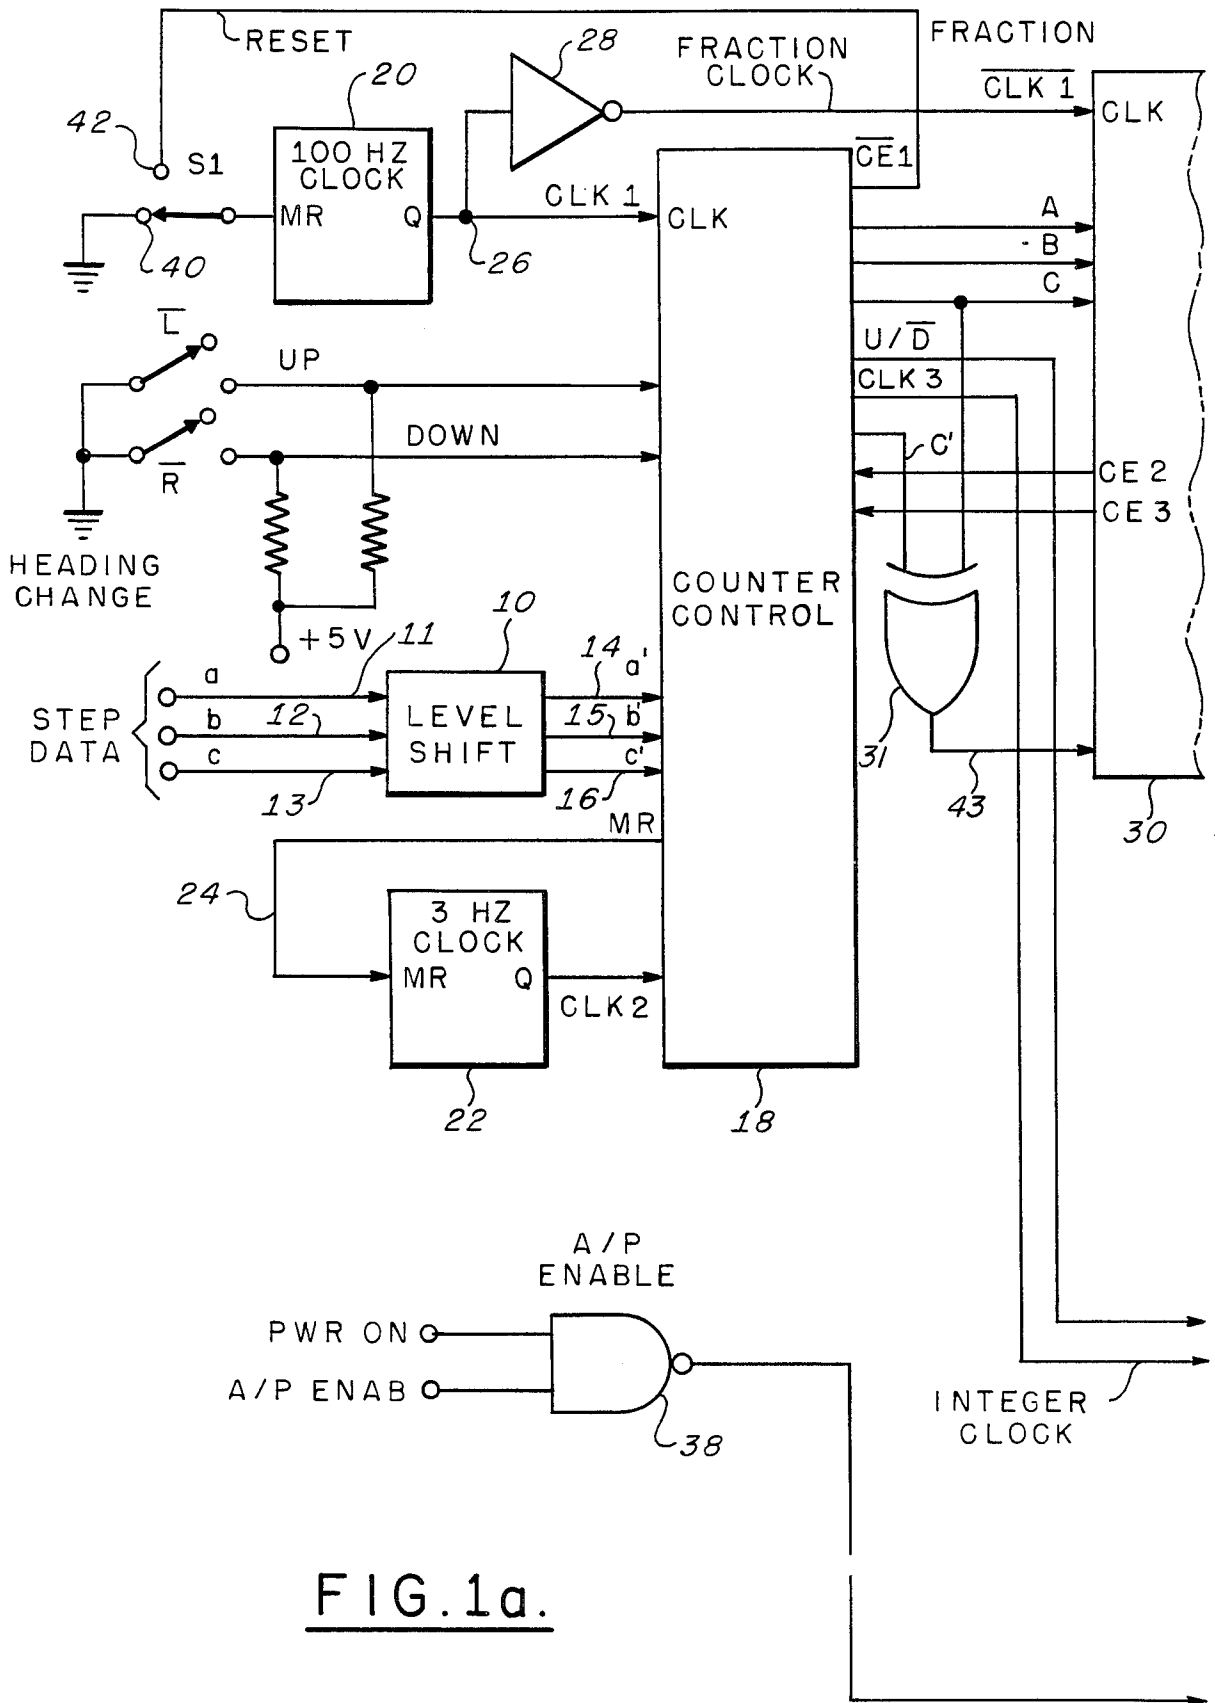 RESET
FRACTION
28
FRACTION
CLOCK
C̅L̅K̅ ̅1̅
20
42
S1
100 HZ
CLOCK
CLK
C̅E̅1
MR
Q
CLK 1
CLK
A
B
C
40
26
L̅
UP
U/D̅
CLK 3
DOWN
C'
R̅
CE 2
CE 3
HEADING
CHANGE
COUNTER
CONTROL
+5V
11
10
14
a'
a
STEP
DATA
b
12
LEVEL
SHIFT
15
b'
c
c'
13
16
31
43
30
MR
24
3 HZ
CLOCK
MR
Q
CLK2
22
18
A/P
ENABLE
PWR ON
A/P ENAB
38
INTEGER
CLOCK
FIG.1a.